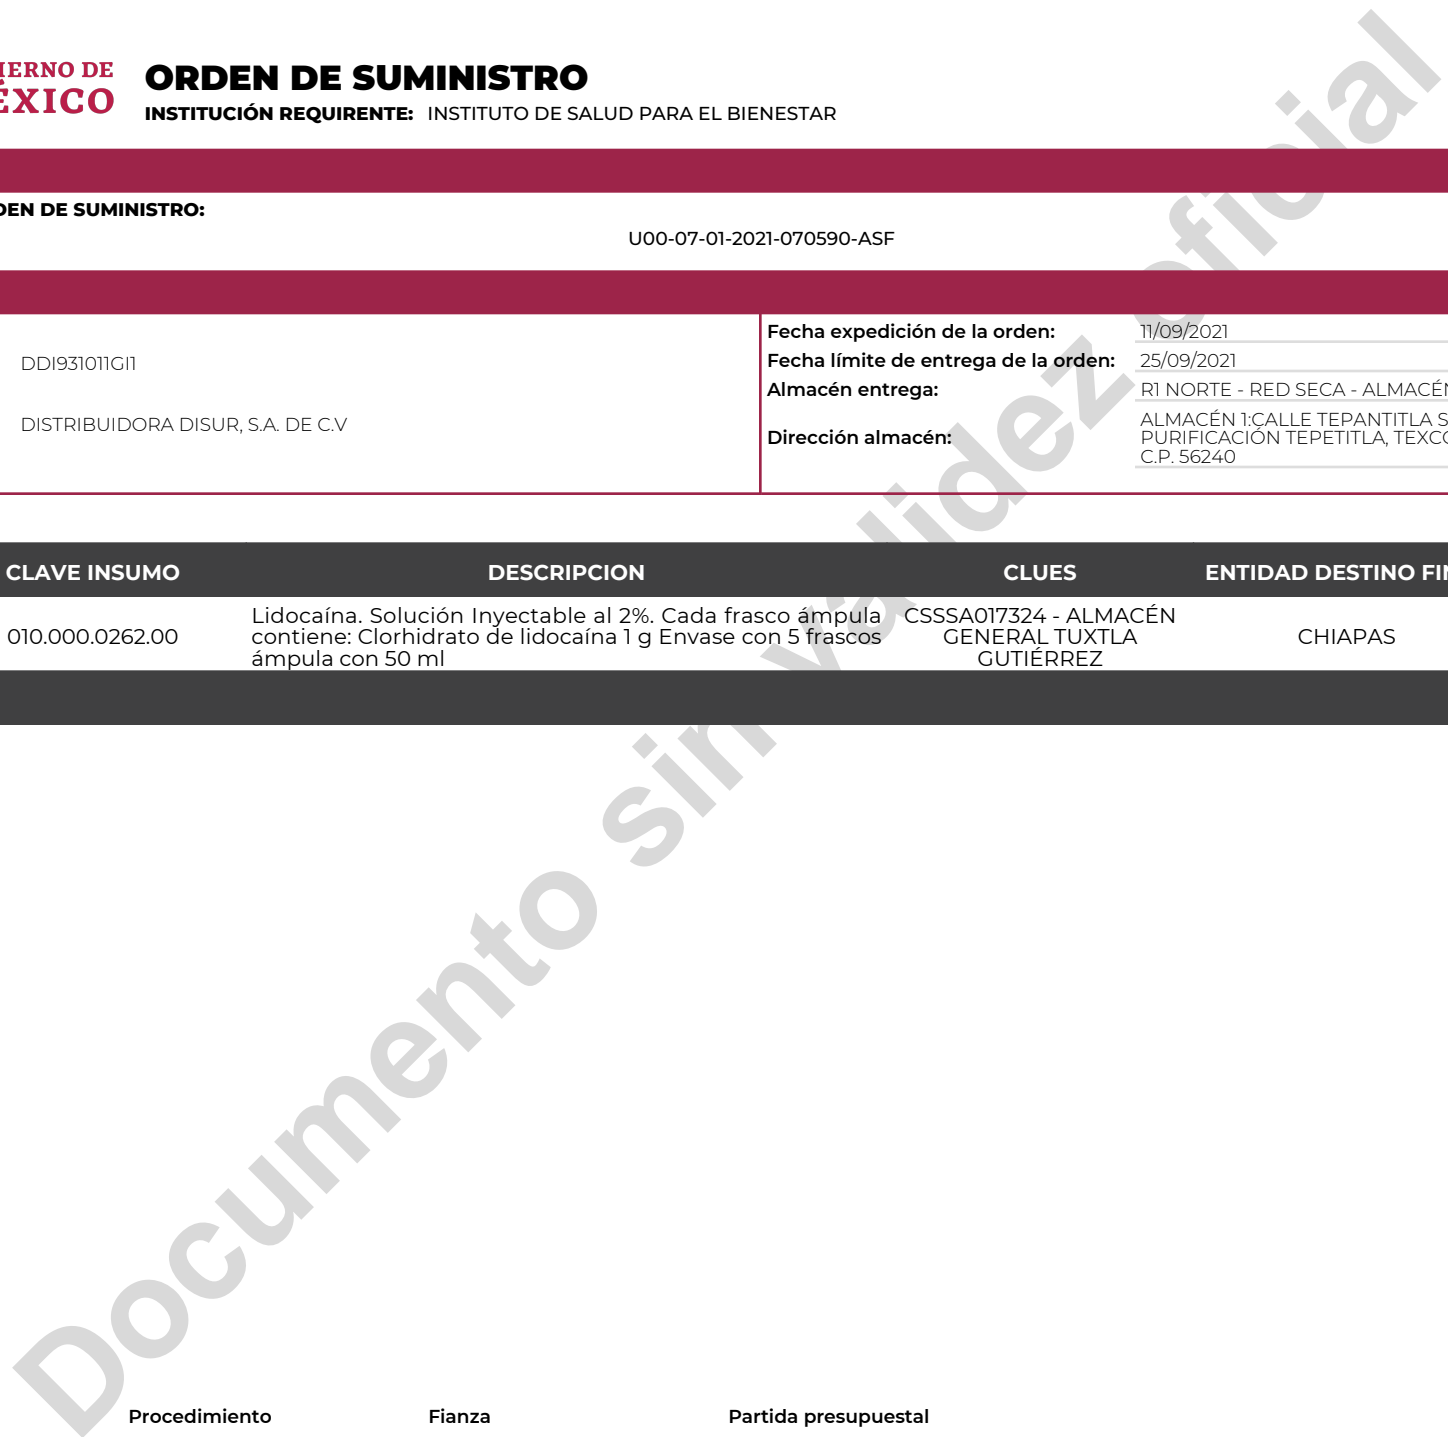 IERNO DE
ÉXICO
ORDEN DE SUMINISTRO
INSTITUCIÓN REQUIRENTE: INSTITUTO DE SALUD PARA EL BIENESTAR
DEN DE SUMINISTRO:
U00-07-01-2021-070590-ASF
DDI931011GI1
DISTRIBUIDORA DISUR, S.A. DE C.V
Fecha expedición de la orden: 11/09/2021
Fecha límite de entrega de la orden: 25/09/2021
Almacén entrega: R1 NORTE - RED SECA - ALMACÉN
Dirección almacén: ALMACÉN 1:CALLE TEPANTITLA S
PURIFICACIÓN TEPETITLA, TEXCO
C.P. 56240
CLAVE INSUMO DESCRIPCION CLUES ENTIDAD DESTINO FIN
010.000.0262.00
Lidocaína. Solución Inyectable al 2%. Cada frasco ámpula
contiene: Clorhidrato de lidocaína 1 g Envase con 5 frascos
ámpula con 50 ml
CSSSA017324 - ALMACÉN
GENERAL TUXTLA
GUTIÉRREZ
CHIAPAS
Documento sin validez oficial
Procedimiento Fianza Partida presupuestal